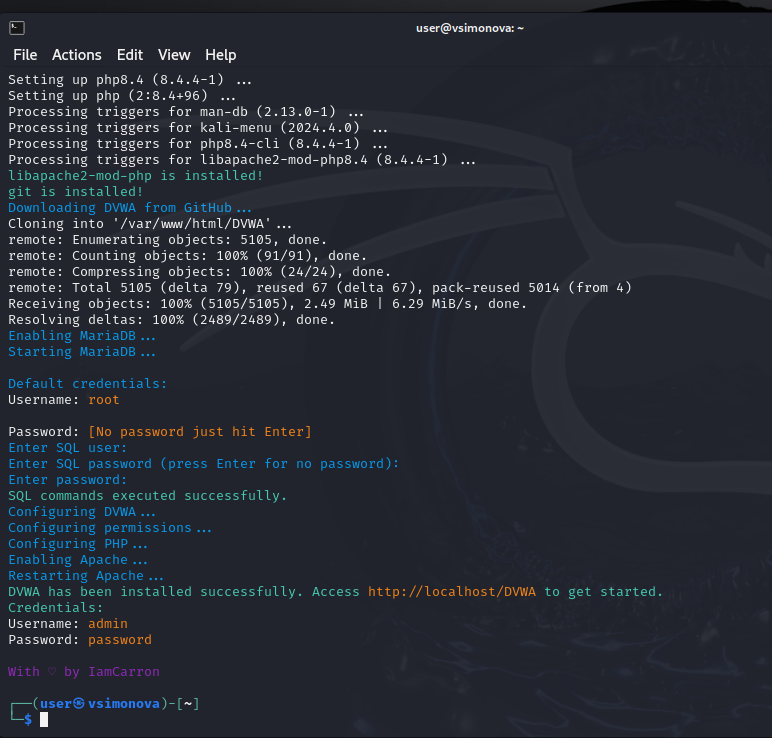 user@vsimonova: ~
File Actions Edit View Help
Setting up php8.4 (8.4.4-1) ...
Setting up php (2:8.4+96) ...
Processing triggers for man-db (2.13.0-1) ...
Processing triggers for kali-menu (2024.4.0) ...
Processing triggers for php8.4-cli (8.4.4-1) ...
Processing triggers for libapache2-mod-php8.4 (8.4.4-1) ...
libapache2-mod-php is installed!
git is installed!
Downloading DVWA from GitHub...
Cloning into '/var/www/html/DVWA'...
remote: Enumerating objects: 5105, done.
remote: Counting objects: 100% (91/91), done.
remote: Compressing objects: 100% (24/24), done.
remote: Total 5105 (delta 79), reused 67 (delta 67), pack-reused 5014 (from 4)
Receiving objects: 100% (5105/5105), 2.49 MiB | 6.29 MiB/s, done.
Resolving deltas: 100% (2489/2489), done.
Enabling MariaDB...
Starting MariaDB...
Default credentials:
Username: root
Password: [No password just hit Enter]
Enter SQL user:
Enter SQL password (press Enter for no password):
Enter password:
SQL commands executed successfully.
Configuring DVWA...
Configuring permissions...
Configuring PHP...
Enabling Apache...
Restarting Apache...
DVWA has been installed successfully. Access http://localhost/DVWA to get started.
Credentials:
Username: admin
Password: password
With ♡ by IamCarron
┌──(user㉿vsimonova)-[~]
└─$